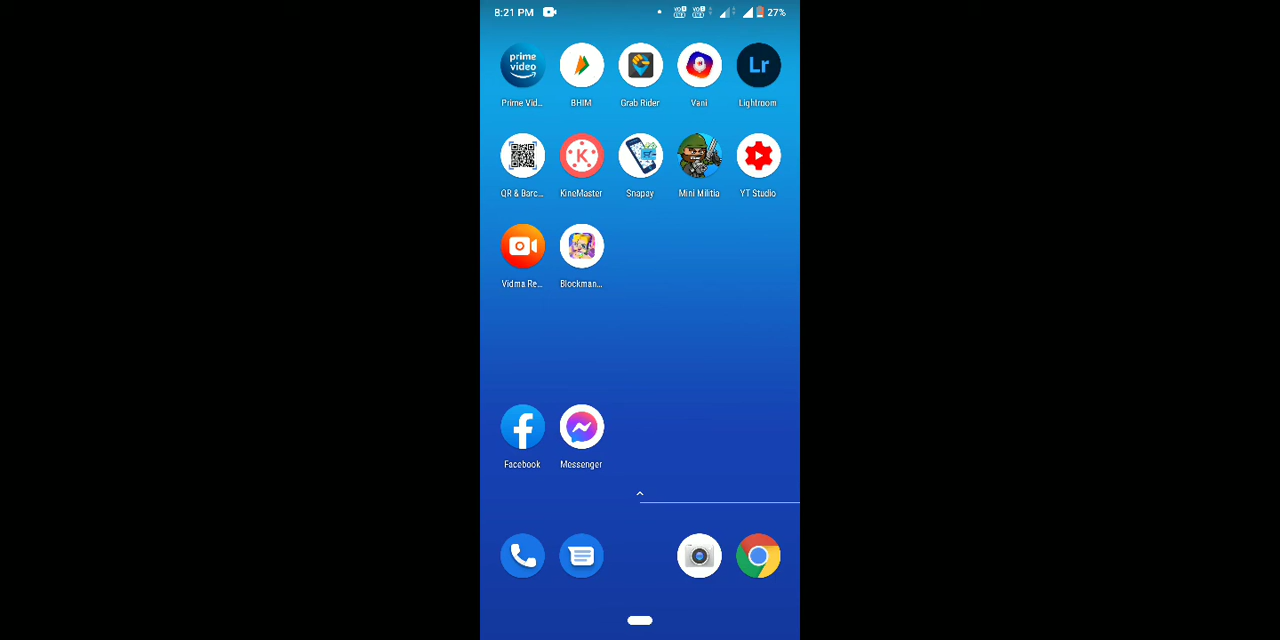 8:21 PM 27%
prime video Lr
Prime Vid... BHIM Grab Rider Vani Lightroom
K
QR & Barc... KineMaster Snapay Mini Militia YT Studio
Vidma Re... Blockman...
Facebook Messenger